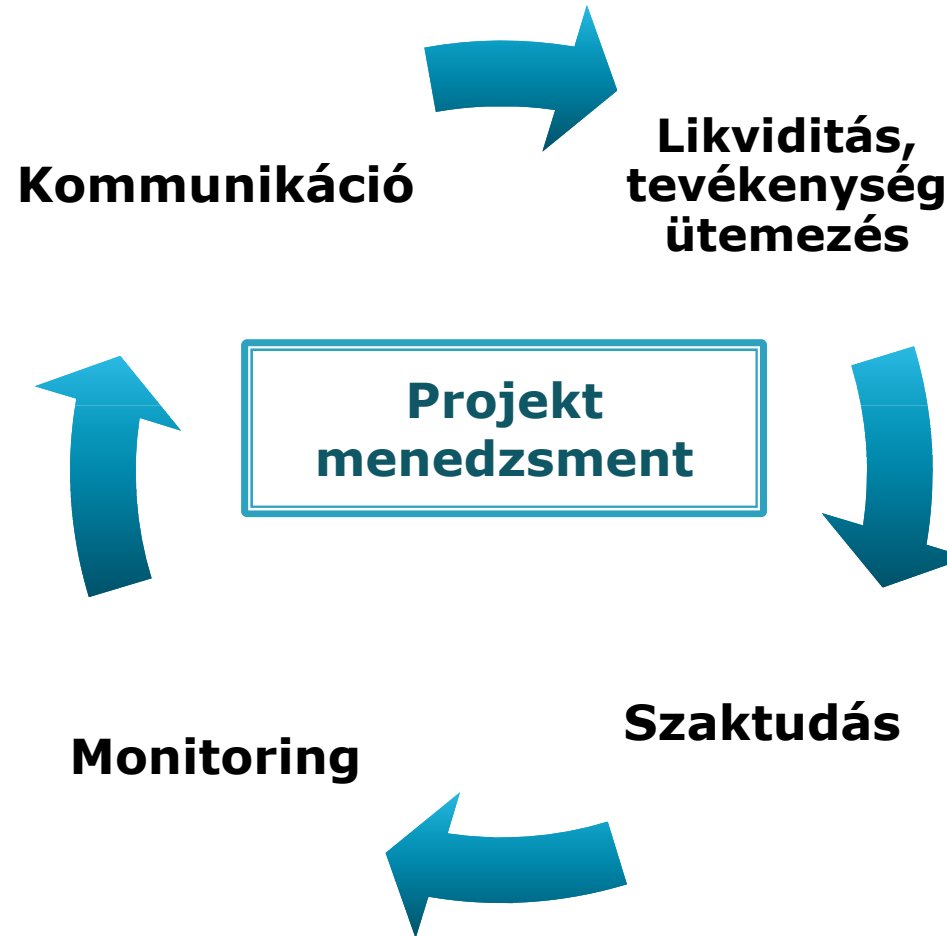 Kommunikáció
Likviditás,
tevékenység
ütemezés
Projekt
menedzsment
Szaktudás
Monitoring